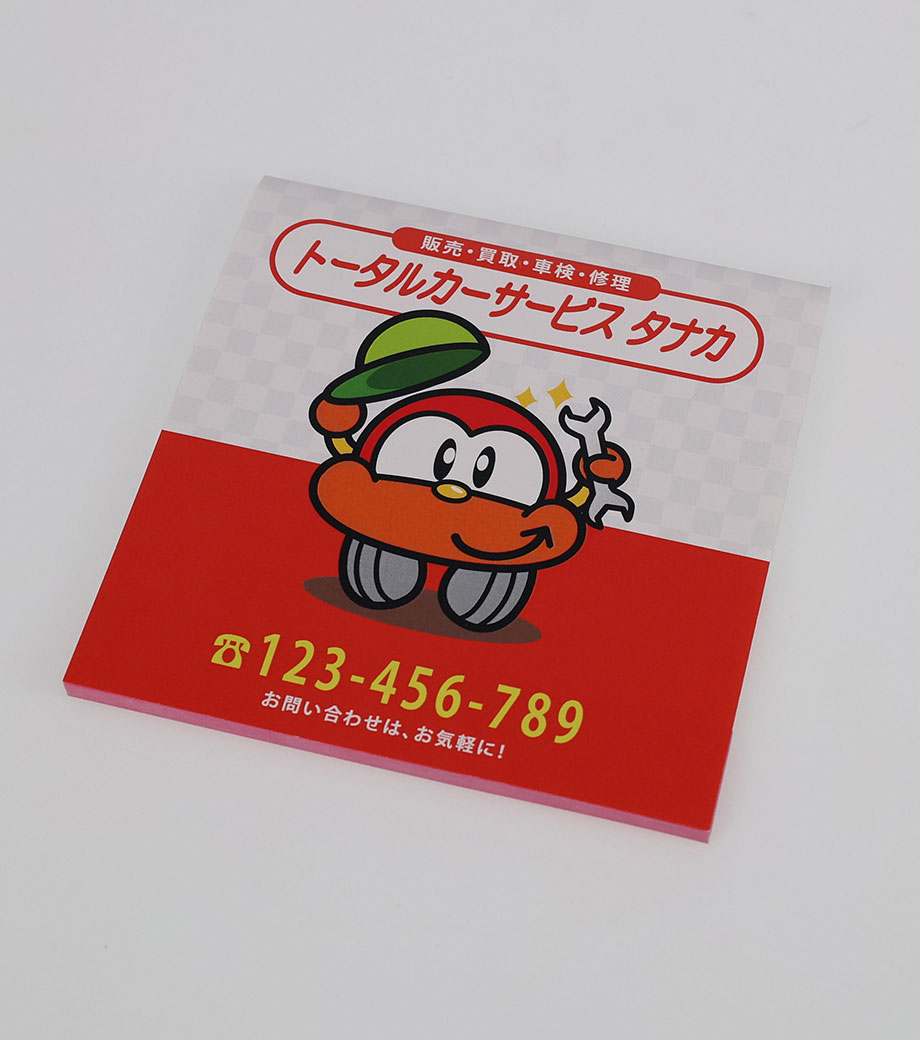 販売・買取・車検・修理
トータルカーサービス タナカ
☎123-456-789
お問い合わせは、お気軽に!